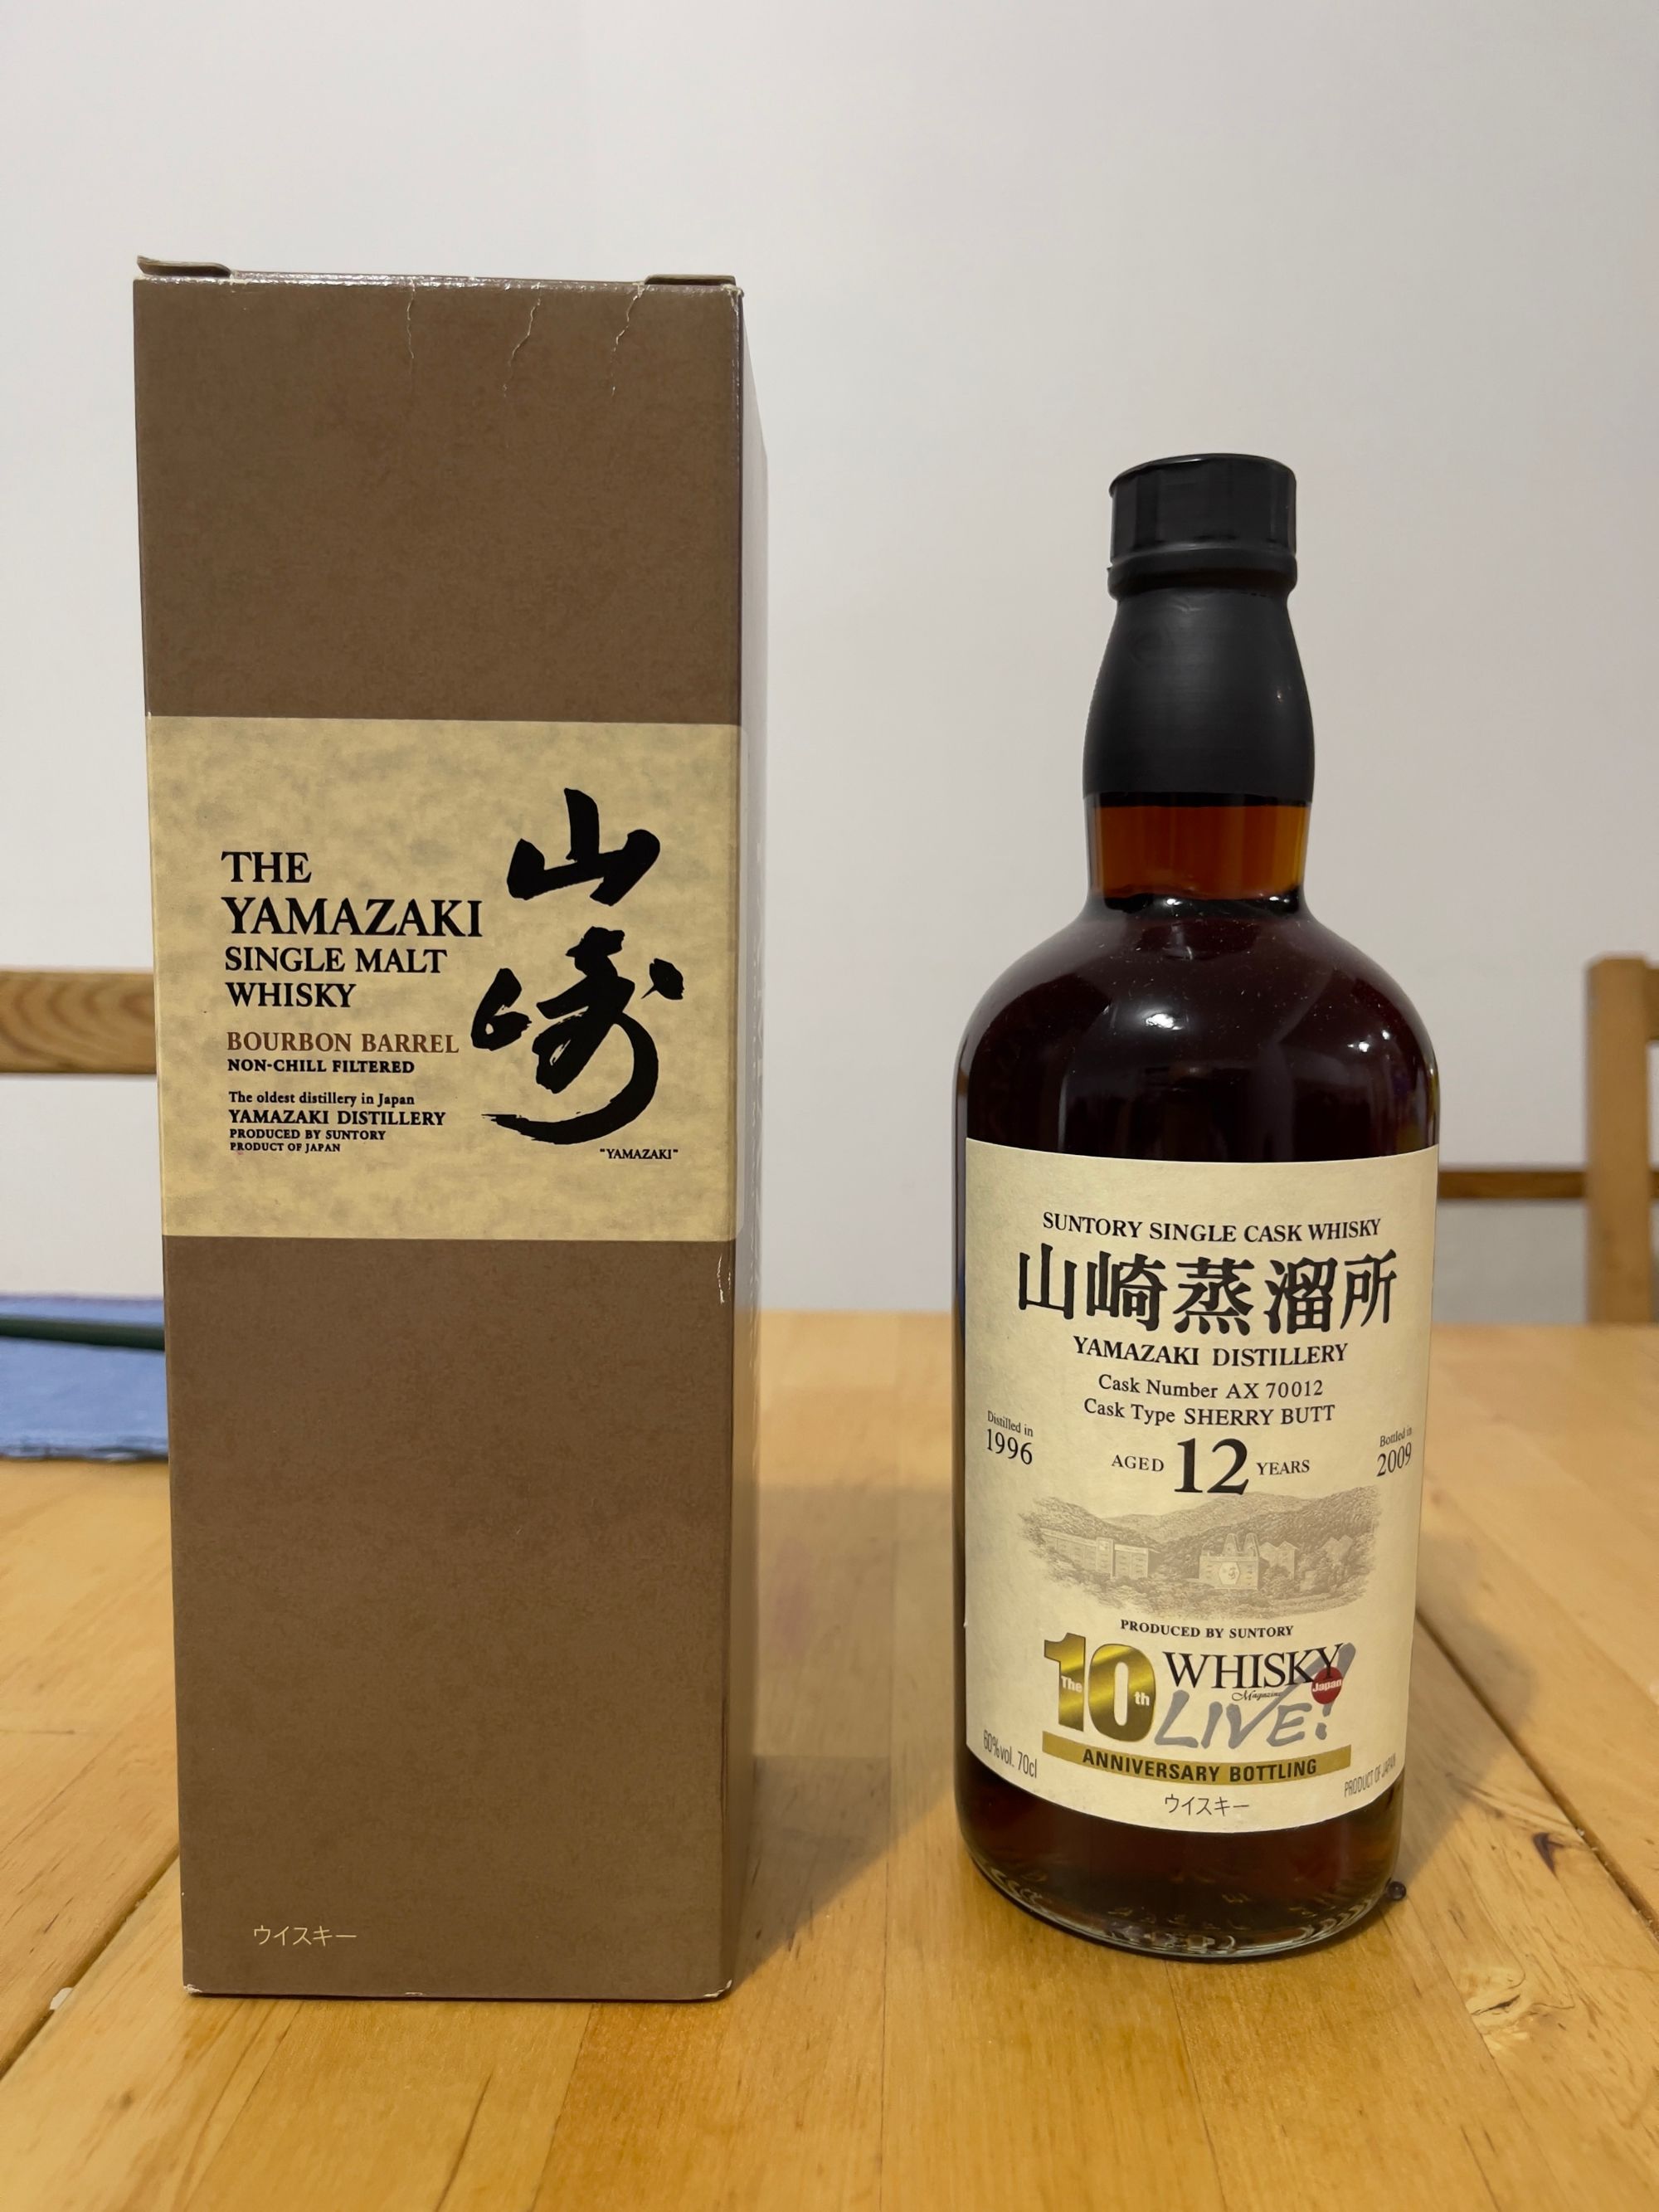 THE
YAMAZAKI
SINGLE MALT
WHISKY
BOURBON BARREL
NON-CHILL FILTERED
The oldest distillery in Japan
YAMAZAKI DISTILLERY
PRODUCED BY SUNTORY
PRODUCT OF JAPAN
山崎
"YAMAZAKI"
ウイスキー
SUNTORY SINGLE CASK WHISKY
山崎蒸溜所
YAMAZAKI DISTILLERY
Cask Number AX 70012
Cask Type SHERRY BUTT
Distilled in
1996
AGED 12 YEARS
Bottled in
2009
PRODUCED BY SUNTORY
The 10th
WHISKY
Magazine
LIVE!
Japan
ANNIVERSARY BOTTLING
60%vol. 70cl
PRODUCT OF JAPAN
ウイスキー